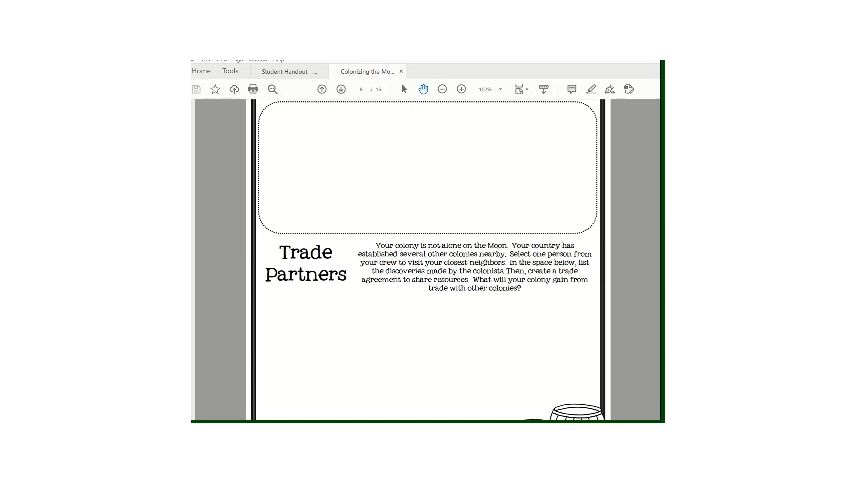 Home Tools Student Handout ... Colonizing the Mo... ×
6 / 16 102%
Trade
Partners
Your colony is not alone on the Moon. Your country has
established several other colonies nearby. Select one person from
your crew to visit your closest neighbors. In the space below, list
the discoveries made by the colonists. Then, create a trade
agreement to share resources. What will your colony gain from
trade with other colonies?